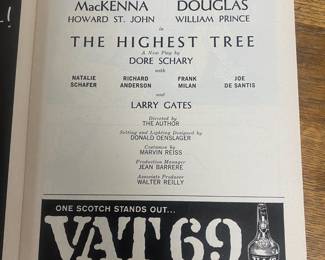 MacKENNA DOUGLAS
HOWARD ST. JOHN WILLIAM PRINCE
in
THE HIGHEST TREE
A New Play by
DORE SCHARY
with
NATALIE SCHAFER RICHARD ANDERSON FRANK MILAN JOE DE SANTIS
and
LARRY GATES
Directed by
THE AUTHOR
Setting and Lighting Designed by
DONALD OENSLAGER
Costumes by
MARVIN REISS
Production Manager
JEAN BARRERE
Associate Producer
WALTER REILLY
ONE SCOTCH STANDS OUT...
VAT 69